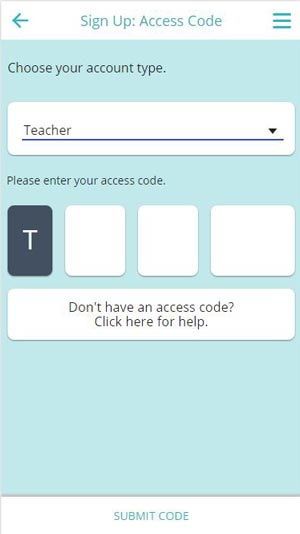 Sign Up: Access Code
Choose your account type.
Teacher
Please enter your access code.
T
Don't have an access code?
Click here for help.
SUBMIT CODE